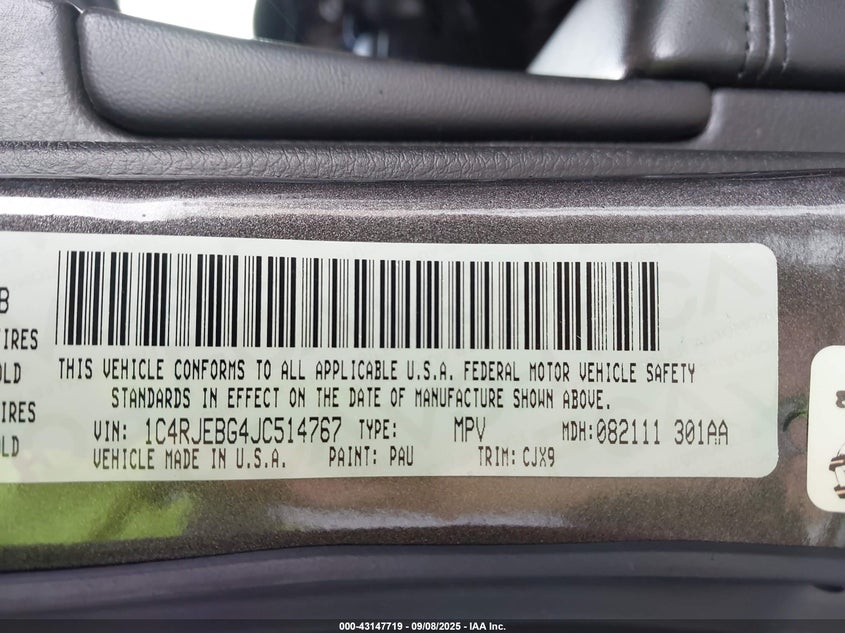 B
IRES
OLD
IRES
OLD
THIS VEHICLE CONFORMS TO ALL APPLICABLE U.S.A. FEDERAL MOTOR VEHICLE SAFETY
STANDARDS IN EFFECT ON THE DATE OF MANUFACTURE SHOWN ABOVE.
VIN: 1C4RJEBG4JC514767 TYPE: MPV MDH:082111 301AA
VEHICLE MADE IN U.S.A. PAINT: PAU TRIM: CJX9
000-43147719 - 09/08/2025 - IAA Inc.